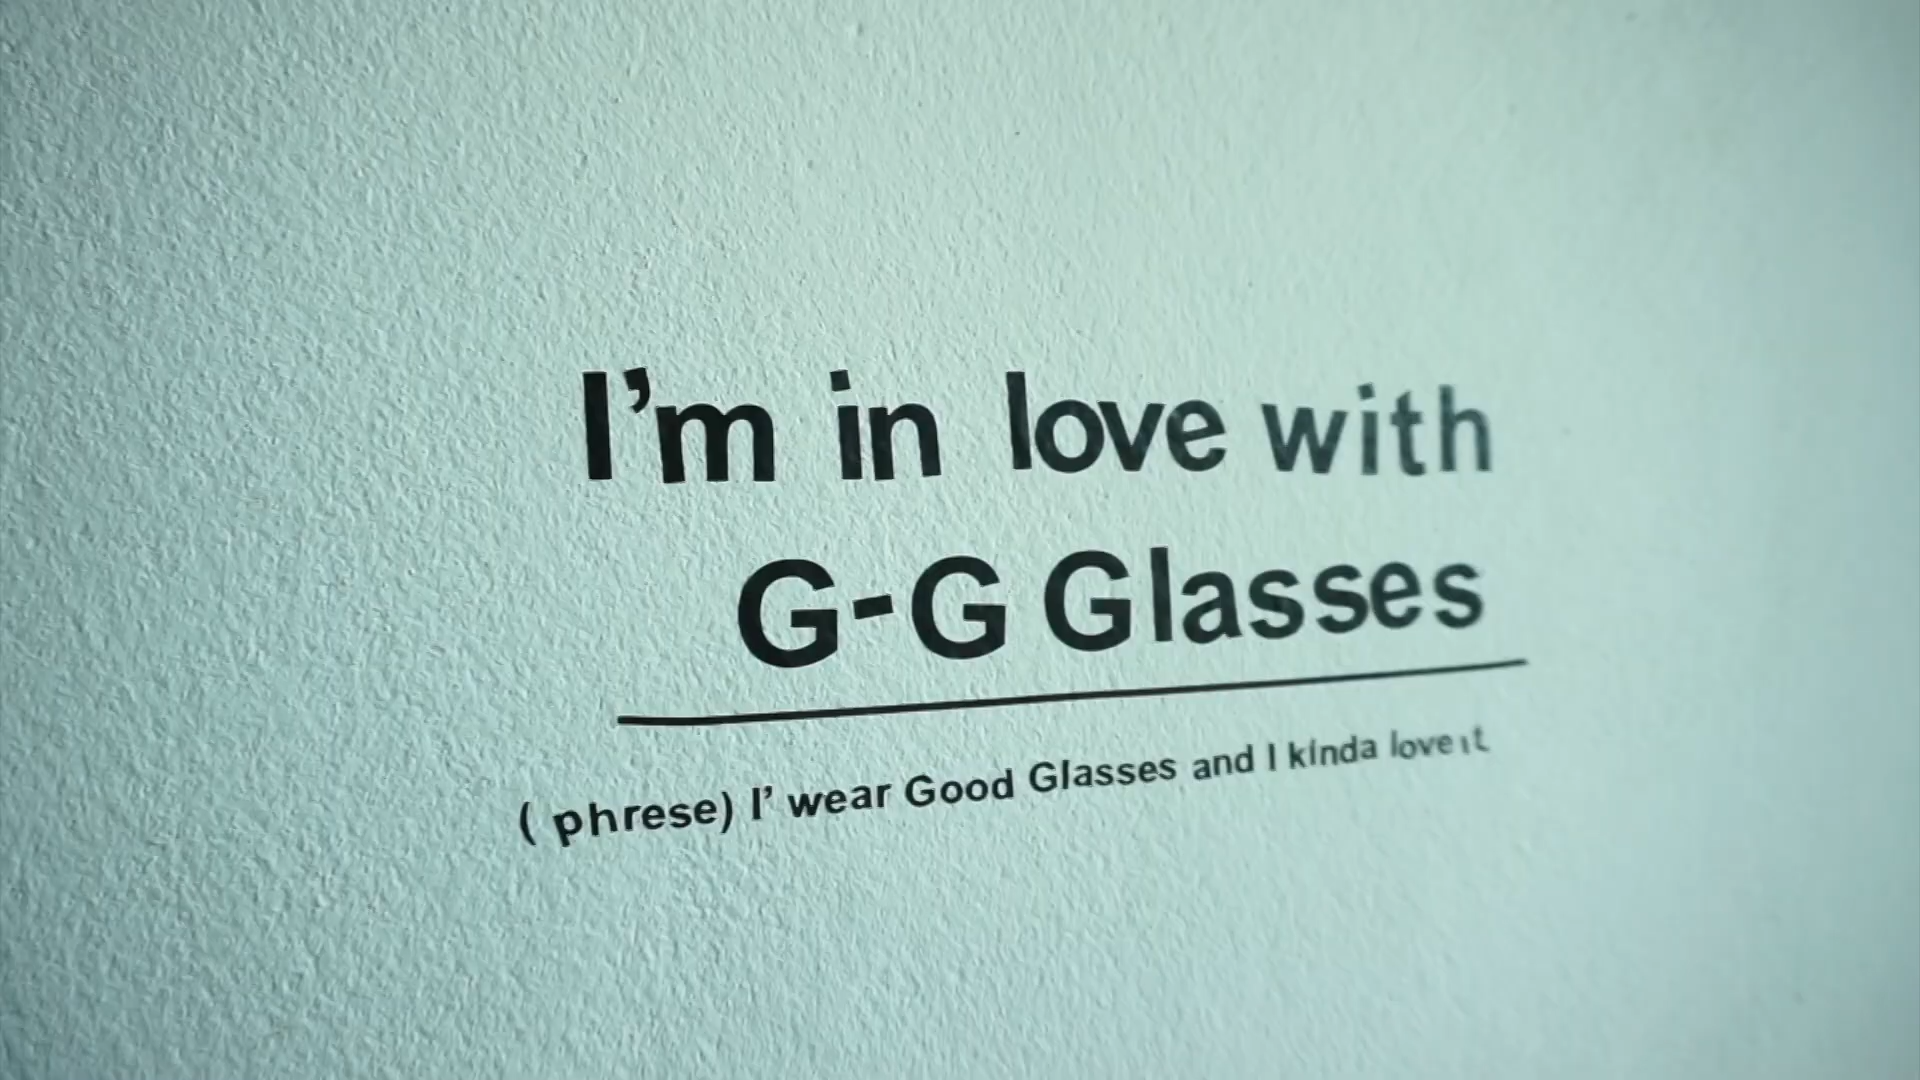 I’m in love with
G-G Glasses
( phrese) I’ wear Good Glasses and I kinda love it